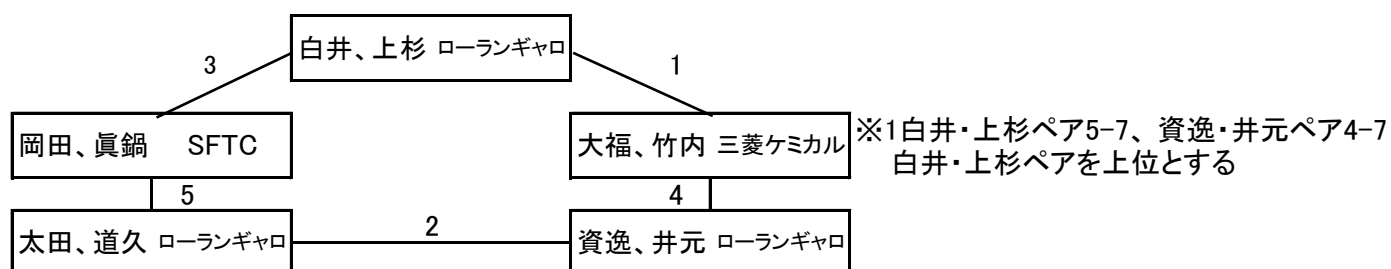 白井、上杉 ローランギャロ
3
1
岡田、眞鍋 SFTC
大福、竹内 三菱ケミカル
※1白井・上杉ペア5-7、資逸・井元ペア4-7
白井・上杉ペアを上位とする
5
4
太田、道久 ローランギャロ
2
資逸、井元 ローランギャロ